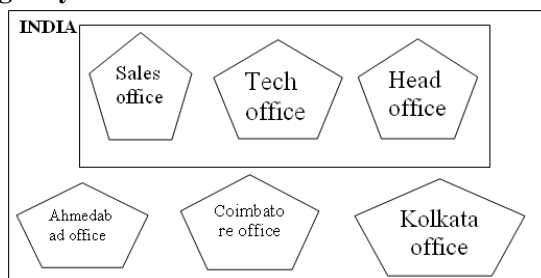 INDIA
Sales
office
Tech
office
Head
office
Ahmedab
ad office
Coimbato
re office
Kolkata
office